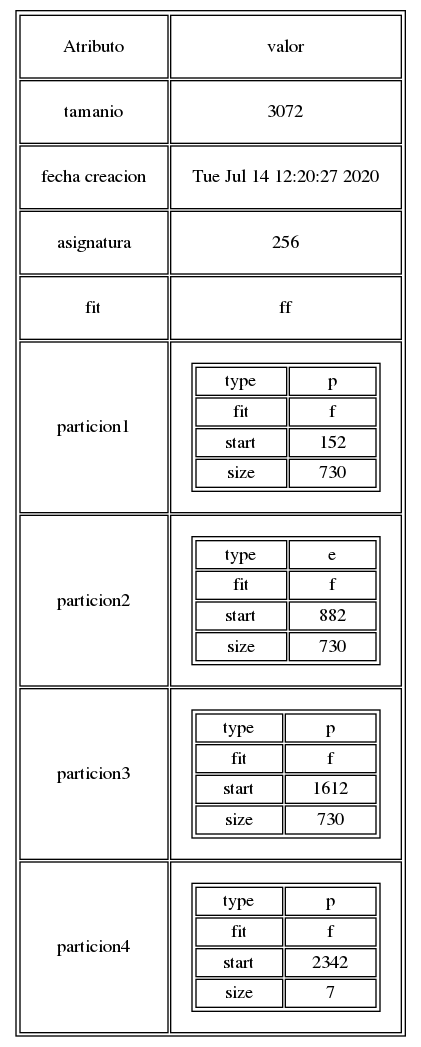 Atributo valor
tamanio 3072
fecha creacion Tue Jul 14 12:20:27 2020
asignatura 256
fit ff
particion1
type p
fit f
start 152
size 730
particion2
type e
fit f
start 882
size 730
particion3
type p
fit f
start 1612
size 730
particion4
type p
fit f
start 2342
size 7